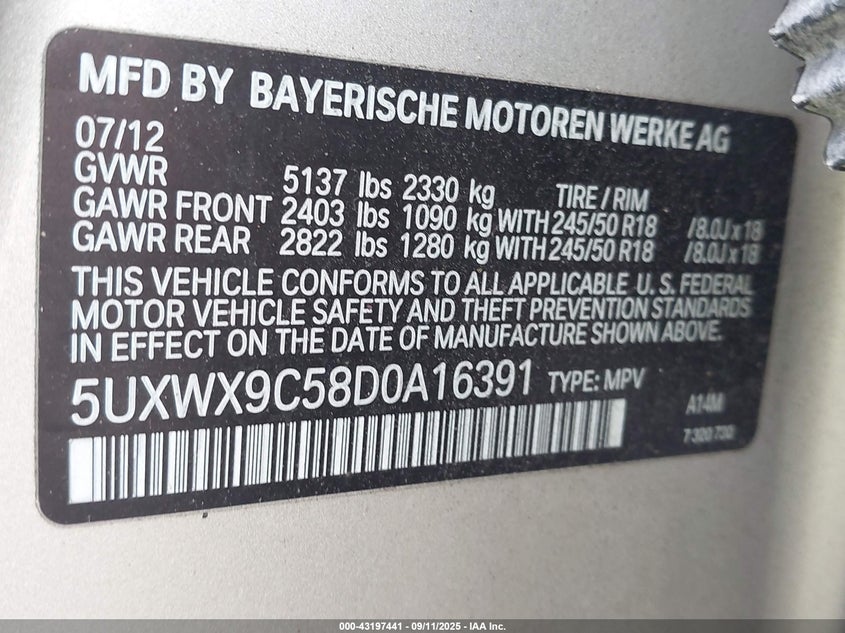 MFD BY BAYERISCHE MOTOREN WERKE AG
07/12
GVWR 5137 lbs 2330 kg TIRE / RIM
GAWR FRONT 2403 lbs 1090 kg WITH 245/50 R18 /8.0J x 18
GAWR REAR 2822 lbs 1280 kg WITH 245/50 R18 /8.0J x 18
THIS VEHICLE CONFORMS TO ALL APPLICABLE U. S. FEDERAL
MOTOR VEHICLE SAFETY AND THEFT PREVENTION STANDARDS
IN EFFECT ON THE DATE OF MANUFACTURE SHOWN ABOVE.
5UXWX9C58D0A16391 TYPE: MPV
A14M
7 300 730
000-43197441 - 09/11/2025 - IAA Inc.